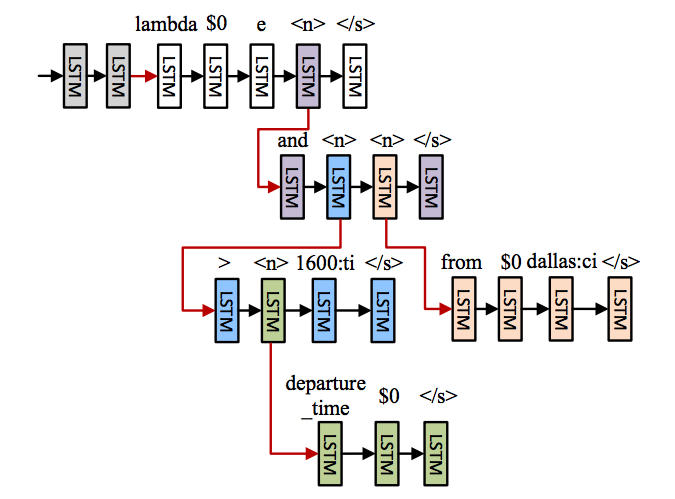 lambda $0 e <n> </s>
LSTM LSTM LSTM LSTM LSTM LSTM LSTM
and <n> <n> </s>
LSTM LSTM LSTM LSTM
> <n> 1600:ti </s>
from $0 dallas:ci </s>
LSTM LSTM LSTM LSTM
LSTM LSTM LSTM LSTM
departure
_time $0 </s>
LSTM LSTM LSTM